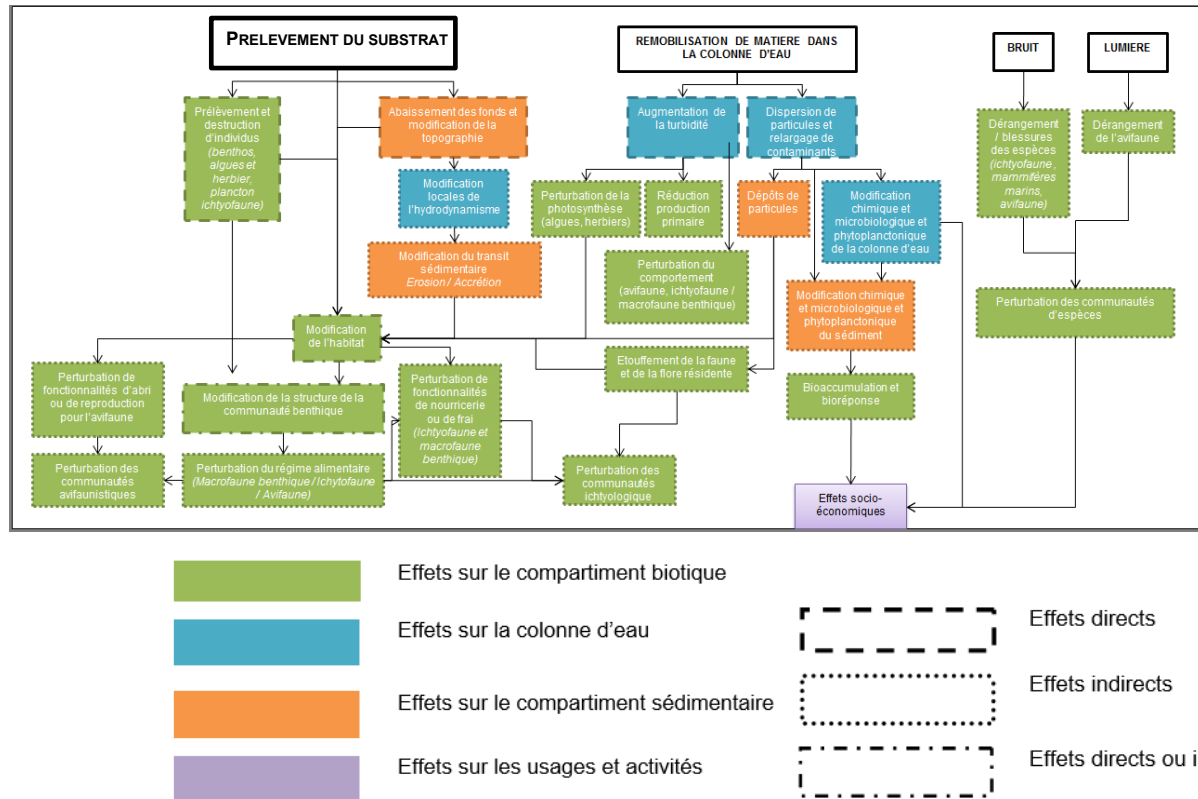 PRELEVEMENT DU SUBSTRAT
REMOBILISATION DE MATIERE DANS
LA COLONNE D'EAU
BRUIT
LUMIERE
Prélèvement et
destruction
d'individus
(benthos,
algues et
herbier,
plancton
ichtyofaune)
Abaissement des fonds et
modification de la
topographie
Augmentation de
la turbidité
Dispersion de
particules et
relargage de
contaminants
Dérangement
/ blessures
des espèces
(ichtyofaune,
mammifères
marins,
avifaune)
Dérangement
de l'avifaune
Modification
locales de
l'hydrodynamisme
Perturbation de la
photosynthèse
(algues, herbiers)
Réduction
production
primaire
Dépôts de
particules
Modification chimique
et microbiologique et
phytoplanctonique
de la colonne d'eau
Modification du transit
sédimentaire
Erosion / Accrétion
Perturbation du
comportement
(avifaune, ichtyofaune /
macrofaune benthique)
Modification chimique
et microbiologique et
phytoplanctonique
du sédiment
Perturbation des communautés
d'espèces
Modification
de l'habitat
Etouffement de la faune
et de la flore résidente
Perturbation de
fonctionnalités d'abri
ou de reproduction
pour l'avifaune
Modification de la structure de la
communauté benthique
Perturbation de
fonctionnalités
de nourricerie
ou de frai
(Ichtyofaune et
macrofaune
benthique)
Bioaccumulation et
bioréponse
Perturbation des
communautés
avifaunistiques
Perturbation du régime alimentaire
(Macrofaune benthique / Ichytofaune
/ Avifaune)
Perturbation des
communautés
ichtyologique
Effets socio-
économiques
Effets sur le compartiment biotique
Effets sur la colonne d'eau
Effets sur le compartiment sédimentaire
Effets sur les usages et activités
Effets directs
Effets indirects
Effets directs ou i